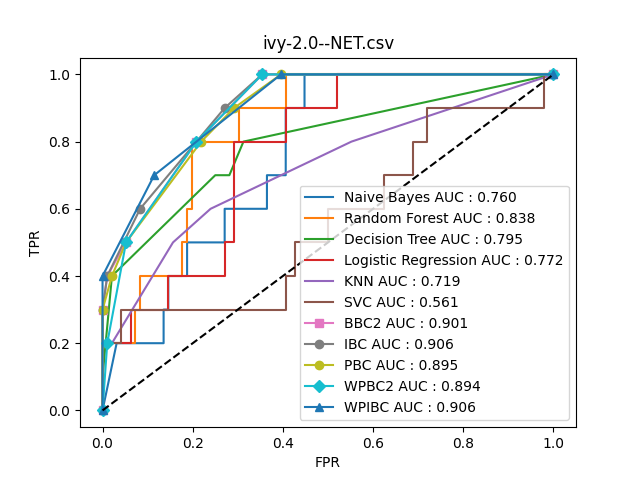 ivy-2.0--NET.csv
TPR
1.0
0.8
0.6
0.4
0.2
0.0
Naive Bayes AUC : 0.760
Random Forest AUC : 0.838
Decision Tree AUC : 0.795
Logistic Regression AUC : 0.772
KNN AUC : 0.719
SVC AUC : 0.561
BBC2 AUC : 0.901
IBC AUC : 0.906
PBC AUC : 0.895
WPBC2 AUC : 0.894
WPIBC AUC : 0.906
0.0 0.2 0.4 0.6 0.8 1.0
FPR